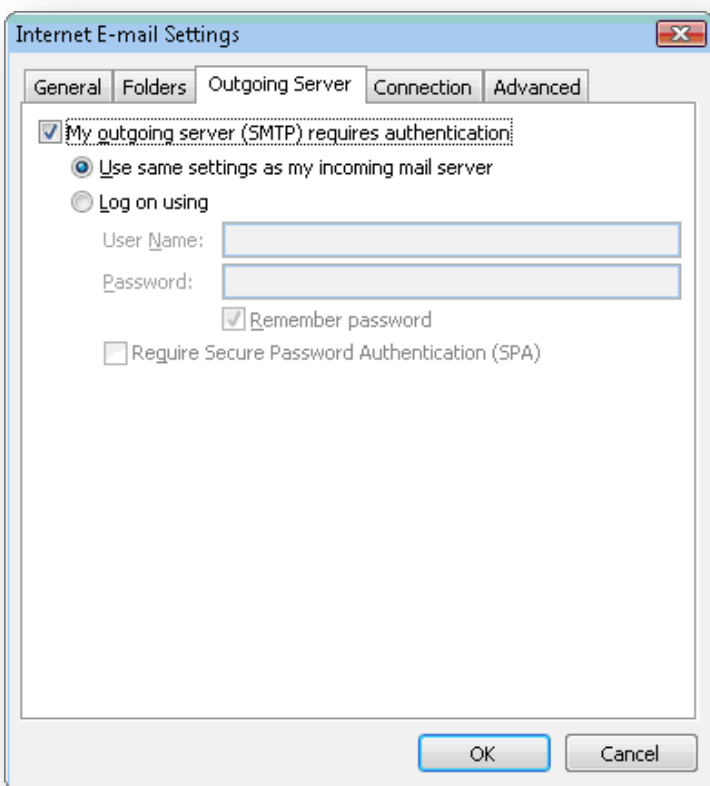 Internet E-mail Settings
General Folders Outgoing Server Connection Advanced
My outgoing server (SMTP) requires authentication
Use same settings as my incoming mail server
Log on using
User Name:
Password:
Remember password
Require Secure Password Authentication (SPA)
OK Cancel